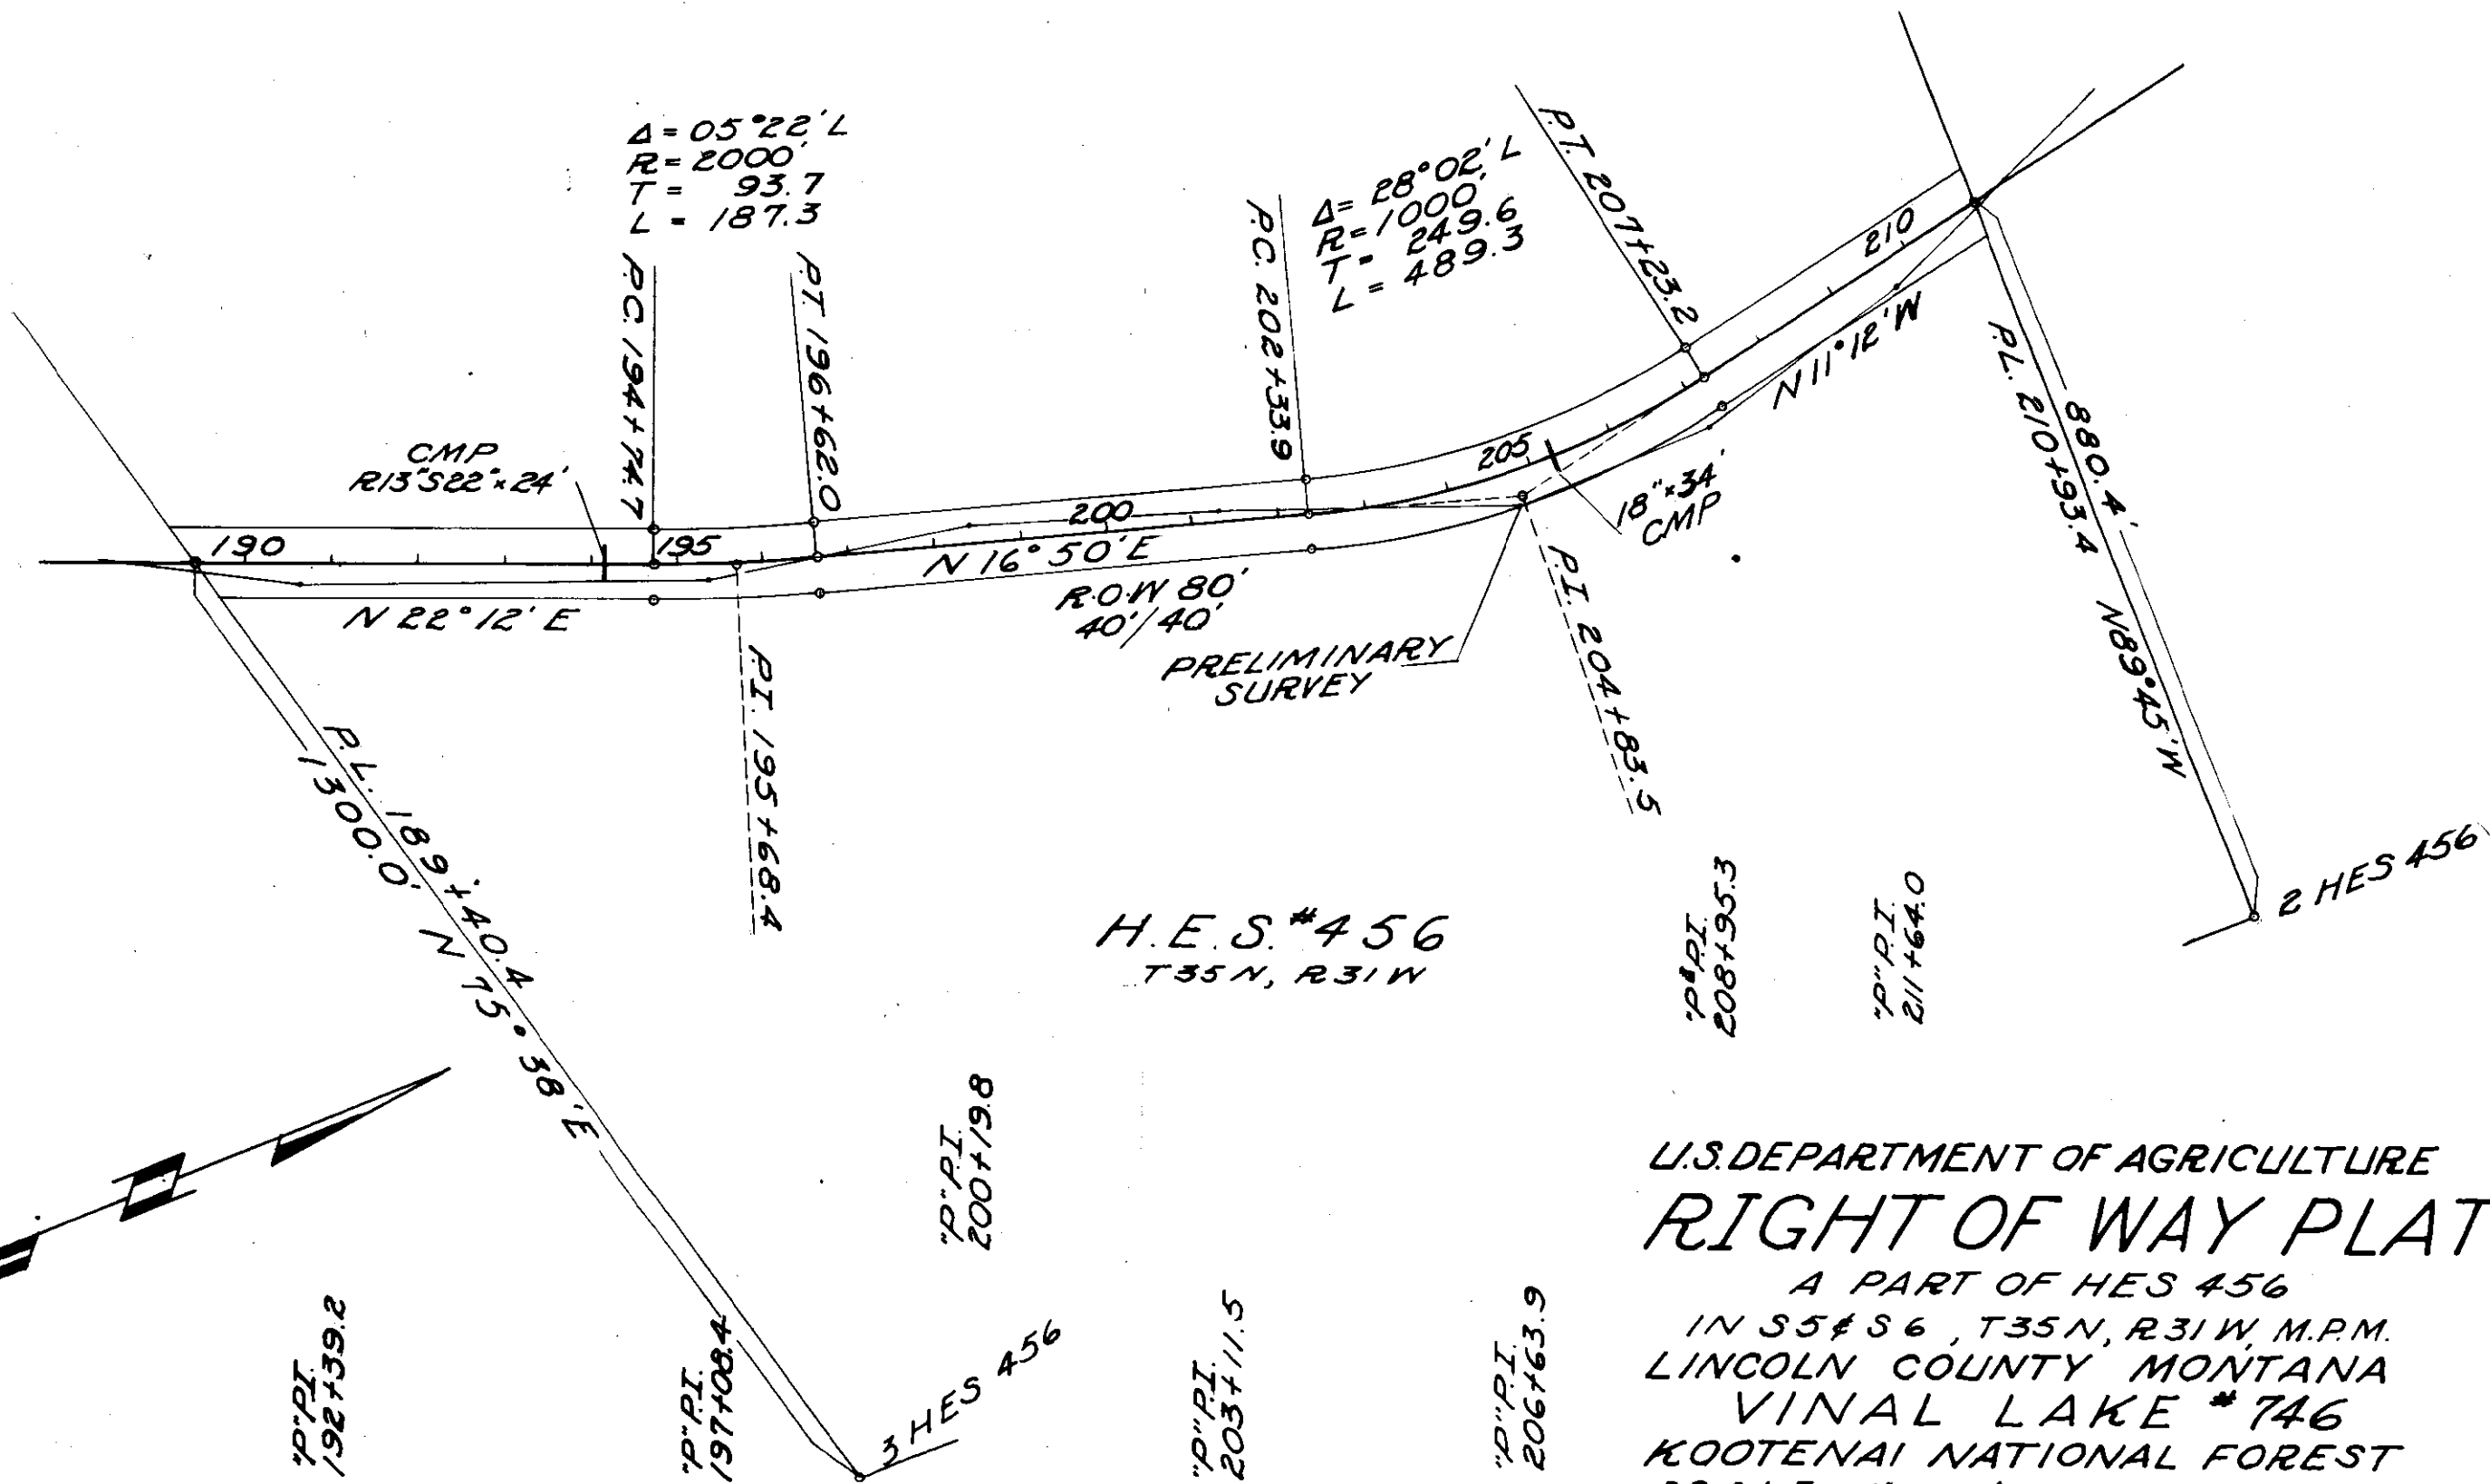 Δ = 05°22' L
R = 2000'
T = 93.7
L = 187.3
P.C. 194+74.7
P.T. 196+62.0
CMP
R13"S22"x24'
190
195
N 22°12' E
P.I. 195+68.4
P.L. 189+40.4 N 75°38' E
1300.0'
3 HES 456
200
N 16°50' E
R.O.W 80'
40'/40'
PRELIMINARY
SURVEY
P.C. 202+33.9
Δ = 28°02' L
R = 1000'
T = 249.6
L = 489.3
P.T. 207+23.2
205
18"x34'
CMP
P.I. 204+83.5
210
N 11°12' W
880.4'
P.L. 210+93.4 N89°45' W
2 HES 456
H.E.S. #456
T35N, R31W
"P" P.I.
208+95.3
"P" P.I.
211+64.0
"P" P.I.
200+19.8
"P" P.I.
192+39.2
"P" P.I.
197+08.4
"P" P.I.
203+11.5
"P" P.I.
206+63.9
U.S. DEPARTMENT OF AGRICULTURE
RIGHT OF WAY PLAT
A PART OF HES 456
IN S5 & S6, T35N, R31W M.P.M.
LINCOLN COUNTY, MONTANA
VINAL LAKE #746
KOOTENAI NATIONAL FOREST